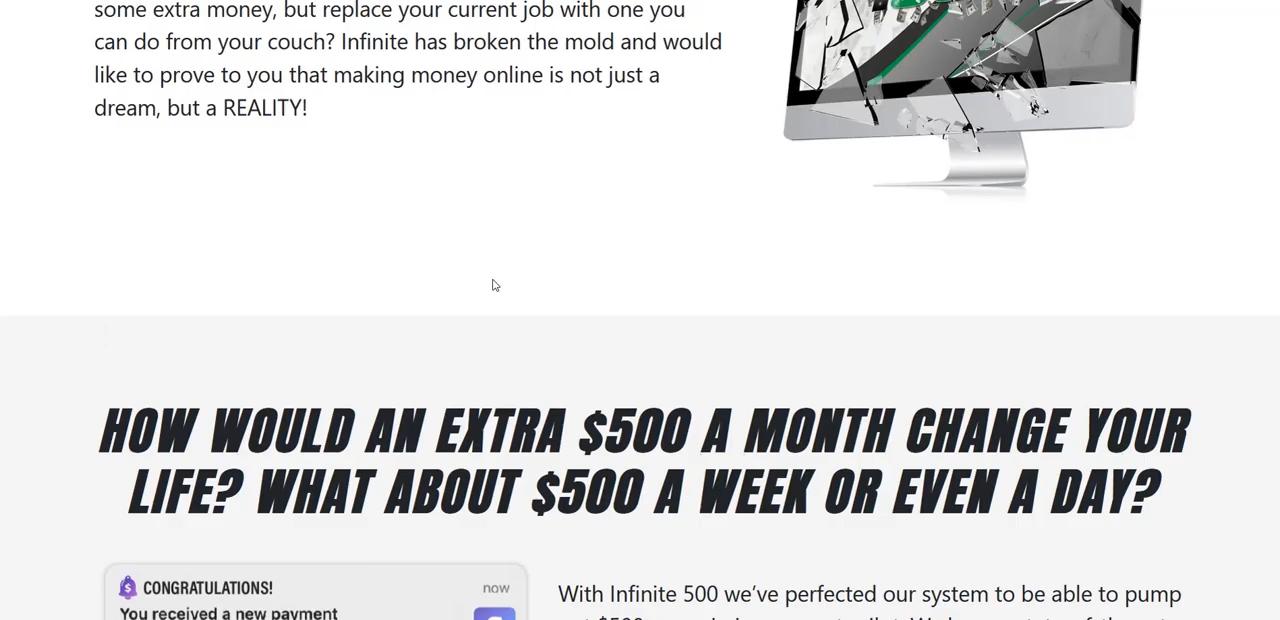 some extra money, but replace your current job with one you
can do from your couch? Infinite has broken the mold and would
like to prove to you that making money online is not just a
dream, but a REALITY!
HOW WOULD AN EXTRA $500 A MONTH CHANGE YOUR
LIFE? WHAT ABOUT $500 A WEEK OR EVEN A DAY?
CONGRATULATIONS! now
You received a new payment
With Infinite 500 we’ve perfected our system to be able to pump